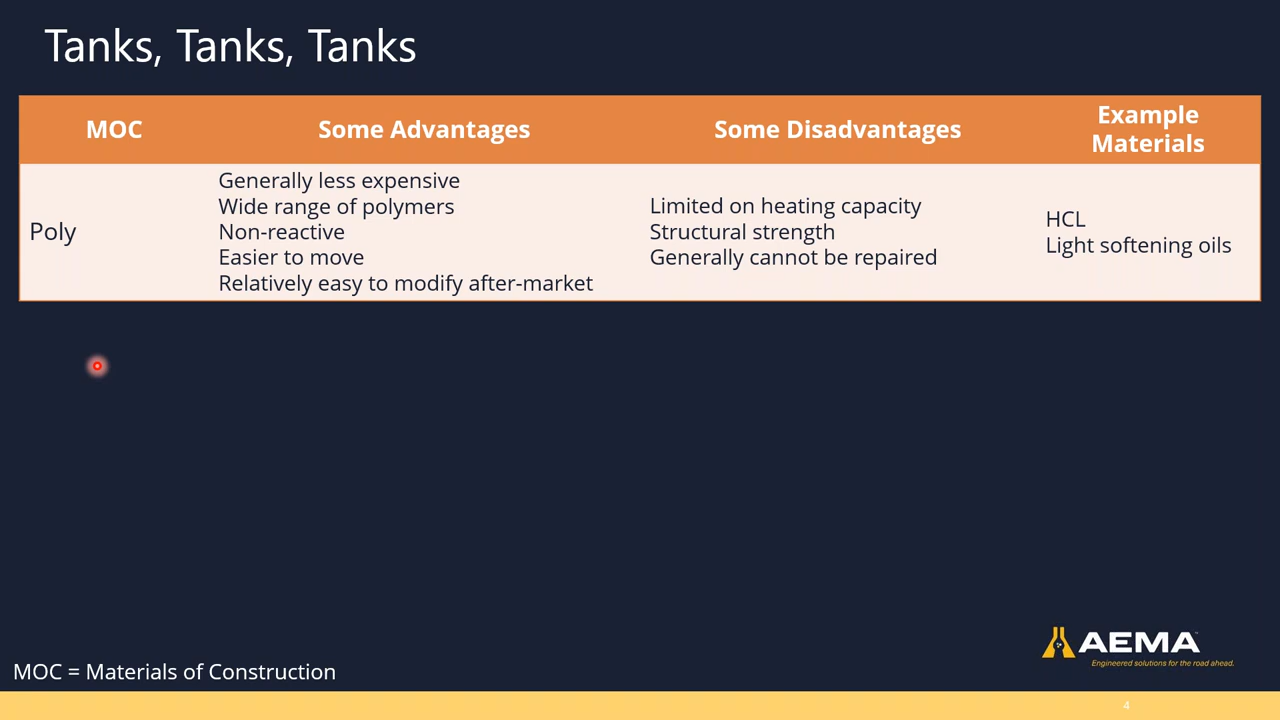 Tanks, Tanks, Tanks
MOC
Some Advantages
Some Disadvantages
Example
Materials
Poly
Generally less expensive
Wide range of polymers
Non-reactive
Easier to move
Relatively easy to modify after-market
Limited on heating capacity
Structural strength
Generally cannot be repaired
HCL
Light softening oils
AEMA
Engineered solutions for the road ahead.
MOC = Materials of Construction
4